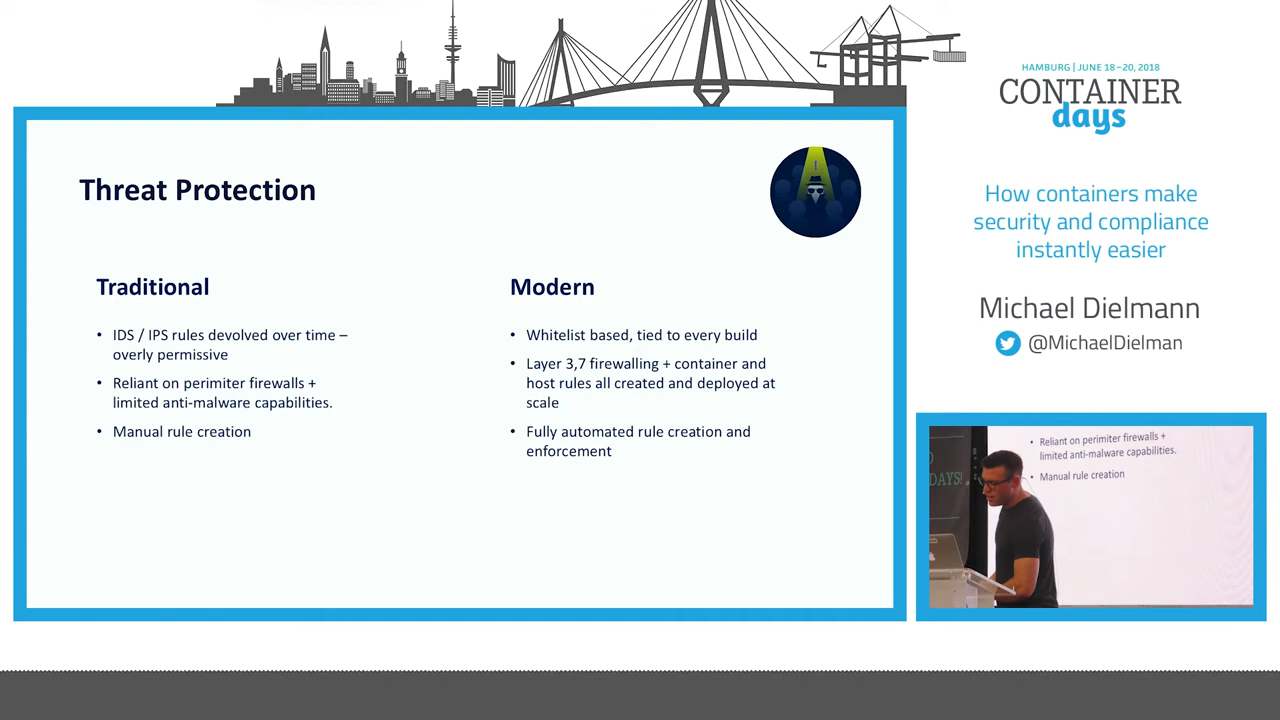 HAMBURG | JUNE 18–20, 2018
CONTAINER
days
How containers make
security and compliance
instantly easier
Michael Dielmann
@MichaelDielman
Threat Protection
Traditional
• IDS / IPS rules devolved over time –
overly permissive
• Reliant on perimiter firewalls +
limited anti-malware capabilities.
• Manual rule creation
Modern
• Whitelist based, tied to every build
• Layer 3,7 firewalling + container and
host rules all created and deployed at
scale
• Fully automated rule creation and
enforcement
• Reliant on perimiter firewalls +
limited anti-malware capabilities.
• Manual rule creation
DAYS!